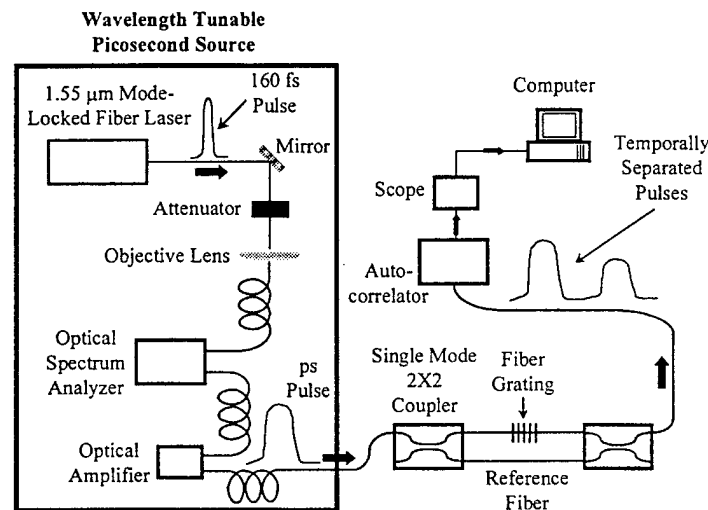 Wavelength Tunable
Picosecond Source
1.55 μm Mode-
Locked Fiber Laser
160 fs
Pulse
Mirror
Attenuator
Objective Lens
Optical
Spectrum
Analyzer
ps
Pulse
Optical
Amplifier
Computer
Scope
Temporally
Separated
Pulses
Auto-
correlator
Single Mode
2X2
Coupler
Fiber
Grating
Reference
Fiber